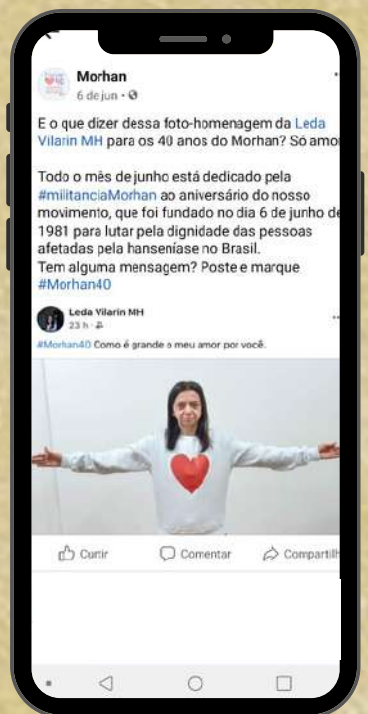 Morhan
6 de jun
E o que dizer dessa foto-homenagem da Leda
Vilarin MH para os 40 anos do Morhan? Só amo
Todo o mês de junho está dedicado pela
#militanciaMorhan ao aniversário do nosso
movimento, que foi fundado no dia 6 de junho de
1981 para lutar pela dignidade das pessoas
afetadas pela hanseníase no Brasil.
Tem alguma mensagem? Poste e marque
#Morhan40
Leda Vilarin MH
23 h
#Morhan40 Como é grande o meu amor por você.
Curtir Comentar Compartilh